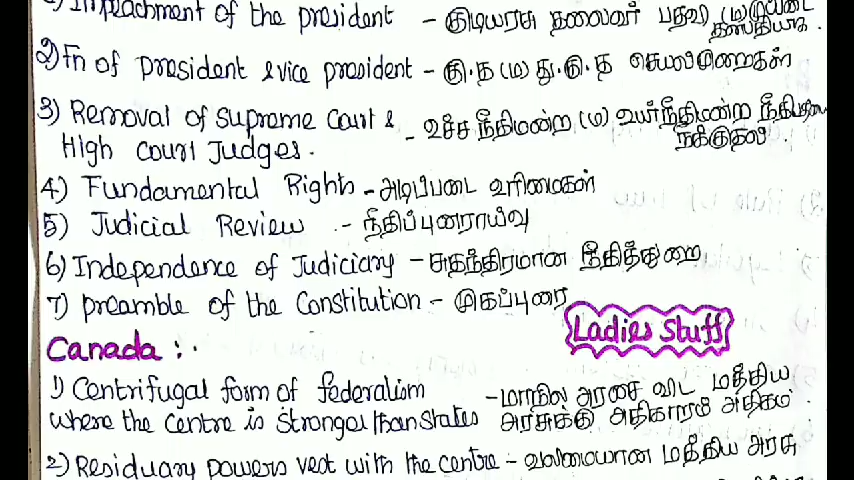 Impeachment of the president - குடியரசு தலைவர் பதவி
2) Fn of president & vice president - கு.த (ம) து.கு.த செயல்முறைகள்
3) Removal of supreme court & - உச்ச நீதிமன்ற (ம) உயர்நீதிமன்ற
High court Judges. நீக்குதல்
4) Fundamental Rights - அடிப்படை உரிமைகள்
5) Judicial Review - நீதிப்புனராய்வு
6) Independence of Judiciary - சுதந்திரமான நீதித்துறை
7) preamble of the Constitution - முகப்புரை
Ladies Stuff
Canada :
1) Centrifugal form of federalism - மாநில அரசை விட மத்திய
where the centre is stronger than states அரசுக்கு அதிகாரம் அதிகம்.
2) Residuary powers vest with the centre - வலிமையான மத்திய அரசு